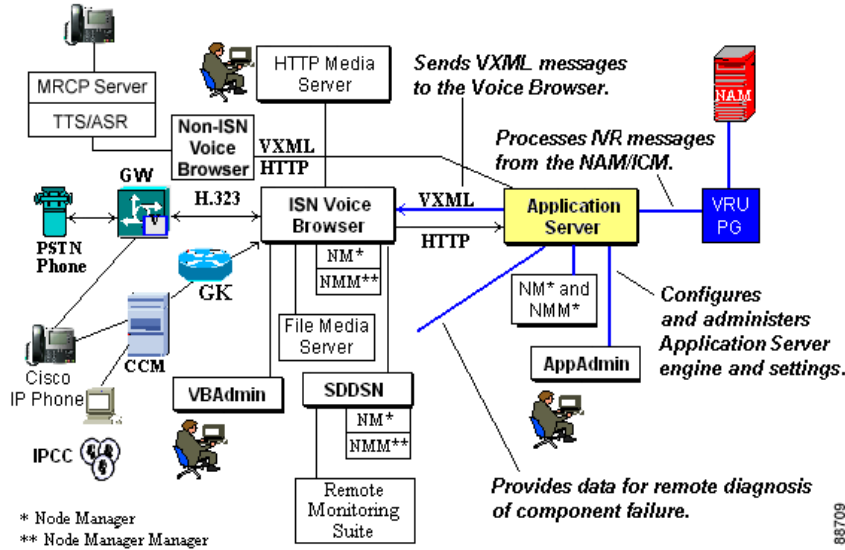 HTTP Media
Server
Sends VXML messages
to the Voice Browser.
MRCP Server
TTS/ASR
NAM
Non-ISN
Voice
Browser
VXML
HTTP
Processes IVR messages
from the NAM/ICM.
GW
V
H.323
ISN Voice
Browser
VXML
HTTP
Application
Server
VRU
PG
PSTN
Phone
NM*
NMM**
GK
NM* and
NMM*
Configures
and administers
Application Server
engine and settings.
File Media
Server
CCM
Cisco
IP Phone
VBAdmin
SDDSN
AppAdmin
NM*
NMM**
IPCC
Remote
Monitoring
Suite
Provides data for remote diagnosis
of component failure.
* Node Manager
** Node Manager Manager
88709